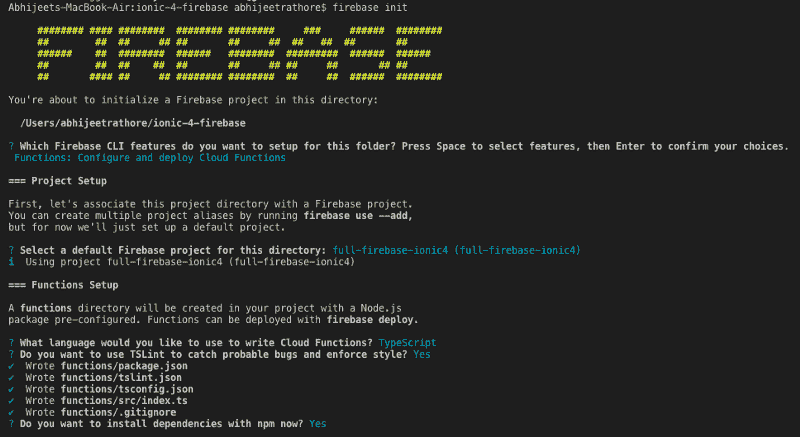 Abhijeets-MacBook-Air:ionic-4-firebase abhijeetrathore$ firebase init
FIREBASE
You're about to initialize a Firebase project in this directory:
/Users/abhijeetrathore/ionic-4-firebase
? Which Firebase CLI features do you want to setup for this folder? Press Space to select features, then Enter to confirm your choices.
Functions: Configure and deploy Cloud Functions
=== Project Setup
First, let's associate this project directory with a Firebase project.
You can create multiple project aliases by running firebase use --add,
but for now we'll just set up a default project.
? Select a default Firebase project for this directory: full-firebase-ionic4 (full-firebase-ionic4)
i Using project full-firebase-ionic4 (full-firebase-ionic4)
=== Functions Setup
A functions directory will be created in your project with a Node.js
package pre-configured. Functions can be deployed with firebase deploy.
? What language would you like to use to write Cloud Functions? TypeScript
? Do you want to use TSLint to catch probable bugs and enforce style? Yes
✔ Wrote functions/package.json
✔ Wrote functions/tslint.json
✔ Wrote functions/tsconfig.json
✔ Wrote functions/src/index.ts
✔ Wrote functions/.gitignore
? Do you want to install dependencies with npm now? Yes